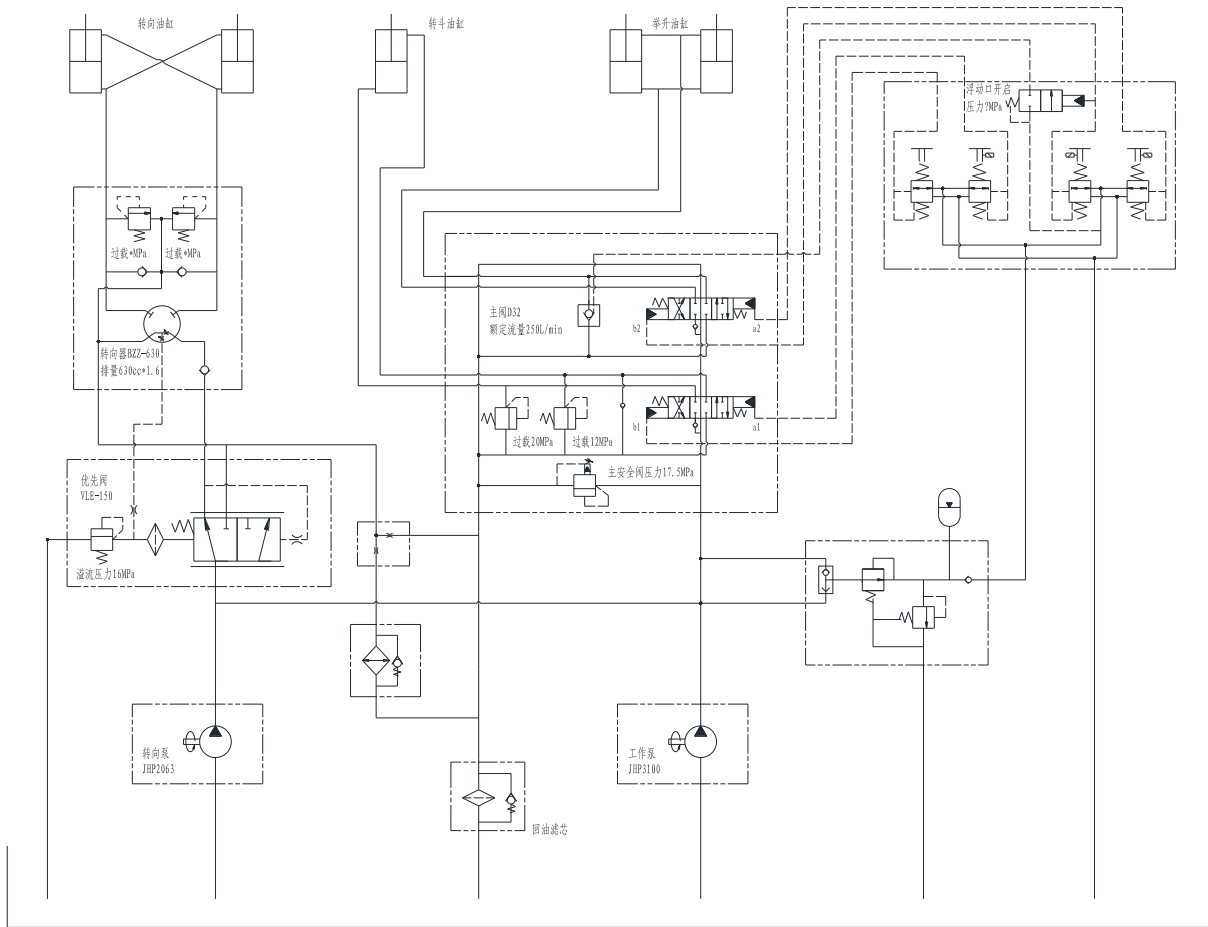 转向油缸
转斗油缸
举升油缸
浮动口开启
压力?MPa
过载*MPa
过载*MPa
主阀D32
额定流量250L/min
b2
a2
转向器BZZ-630
排量630cc*1.6
b1
a1
过载20MPa
过载12MPa
主安全阀压力17.5MPa
优先阀
VLE-150
溢流压力16MPa
转向泵
JHP2063
工作泵
JHP3100
回油滤芯